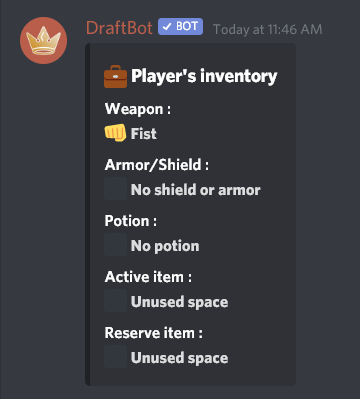 DraftBot ✓ BOT Today at 11:46 AM
Player's inventory
Weapon :
Fist
Armor/Shield :
No shield or armor
Potion :
No potion
Active item :
Unused space
Reserve item :
Unused space